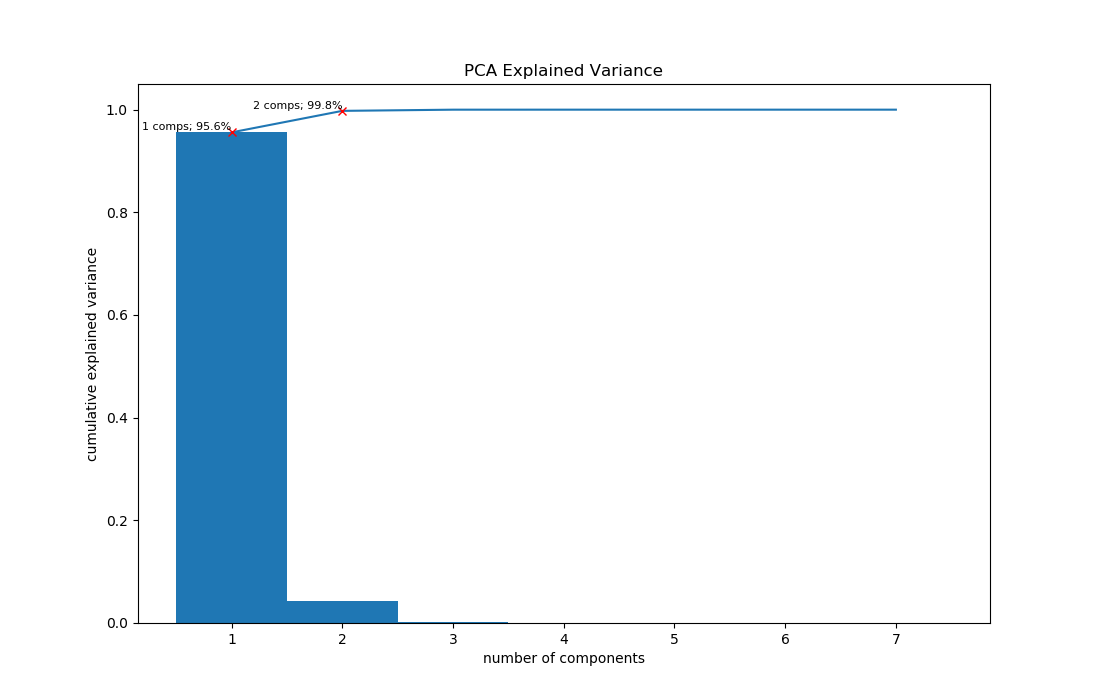 PCA Explained Variance
1.0
2 comps; 99.8%
1 comps; 95.6%
0.8
cumulative explained variance
0.6
0.4
0.2
0.0
1 2 3 4 5 6 7
number of components